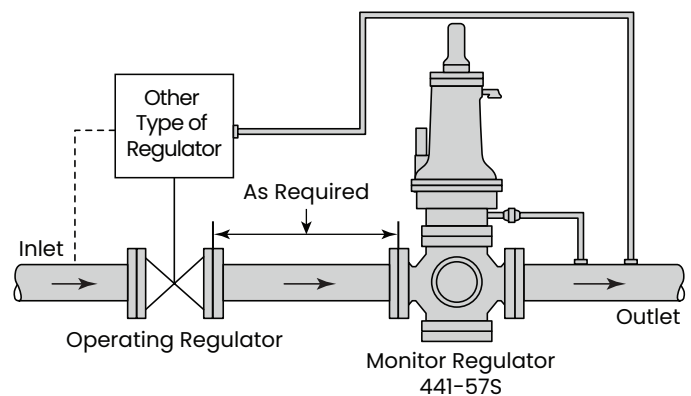 Other
Type of
Regulator
As Required
Inlet
Operating Regulator
Outlet
Monitor Regulator
441-57S